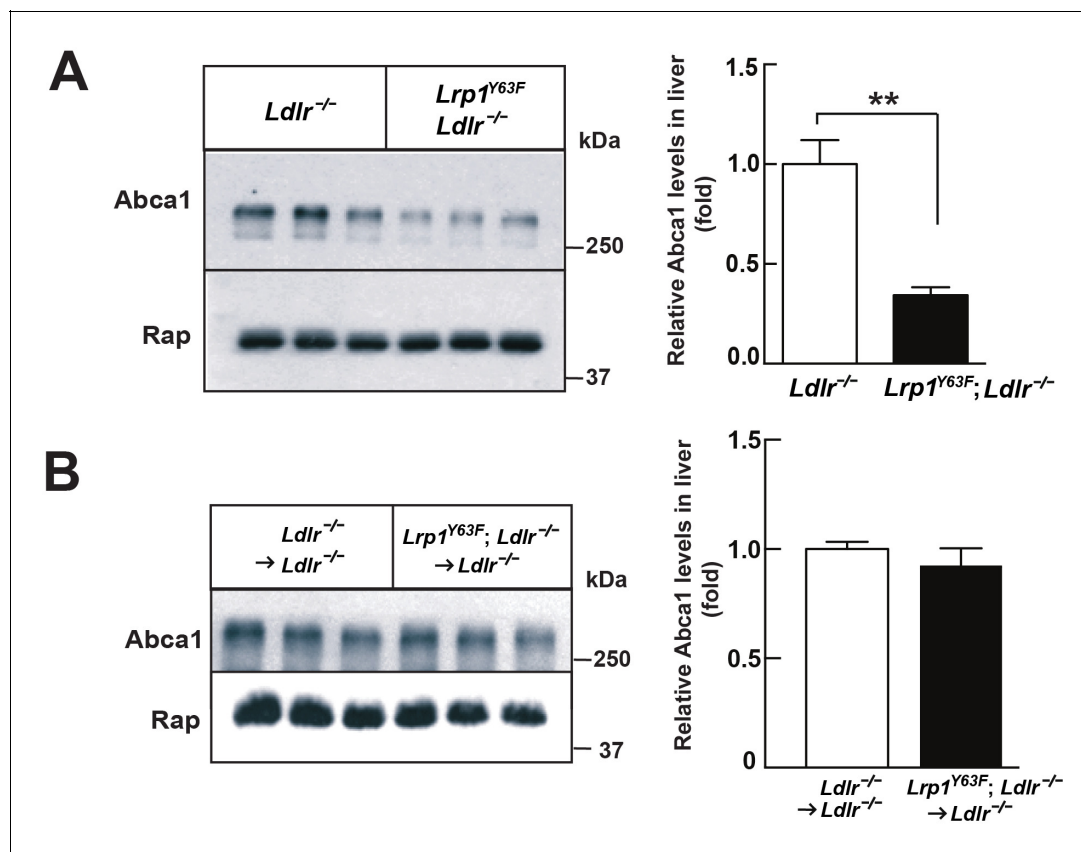 A
Ldlr⁻/⁻
Lrp1ʸ⁶³ꟳ
Ldlr⁻/⁻
kDa
Abca1
250
Rap
37
Relative Abca1 levels in liver
(fold)
1.5
1.0
0.5
0.0
**
Ldlr⁻/⁻
Lrp1ʸ⁶³ꟳ; Ldlr⁻/⁻
B
Ldlr⁻/⁻
→ Ldlr⁻/⁻
Lrp1ʸ⁶³ꟳ; Ldlr⁻/⁻
→ Ldlr⁻/⁻
kDa
Abca1
250
Rap
37
Relative Abca1 levels in liver
(fold)
1.5
1.0
0.5
0
Ldlr⁻/⁻
→ Ldlr⁻/⁻
Lrp1ʸ⁶³ꟳ; Ldlr⁻/⁻
→ Ldlr⁻/⁻